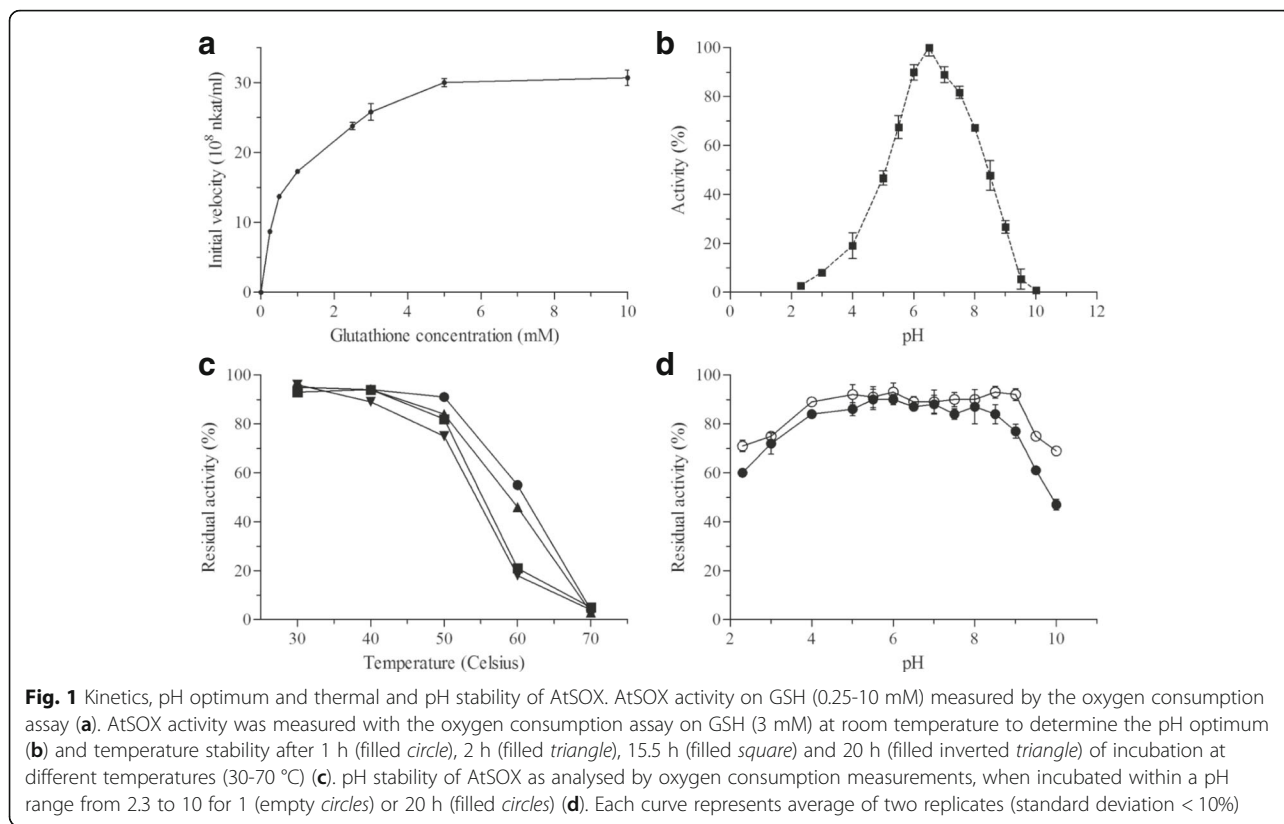 a
Initial velocity (10⁸ nkat/ml)
30
20
10
0
0 2 4 6 8 10
Glutathione concentration (mM)
b
Activity (%)
100
80
60
40
20
0
0 2 4 6 8 10 12
pH
c
Residual activity (%)
100
80
60
40
20
0
30 40 50 60 70
Temperature (Celsius)
d
Residual activity (%)
100
80
60
40
20
0
2 4 6 8 10
pH
Fig. 1 Kinetics, pH optimum and thermal and pH stability of AtSOX. AtSOX activity on GSH (0.25-10 mM) measured by the oxygen consumption
assay (a). AtSOX activity was measured with the oxygen consumption assay on GSH (3 mM) at room temperature to determine the pH optimum
(b) and temperature stability after 1 h (filled circle), 2 h (filled triangle), 15.5 h (filled square) and 20 h (filled inverted triangle) of incubation at
different temperatures (30-70 °C) (c). pH stability of AtSOX as analysed by oxygen consumption measurements, when incubated within a pH
range from 2.3 to 10 for 1 (empty circles) or 20 h (filled circles) (d). Each curve represents average of two replicates (standard deviation < 10%)